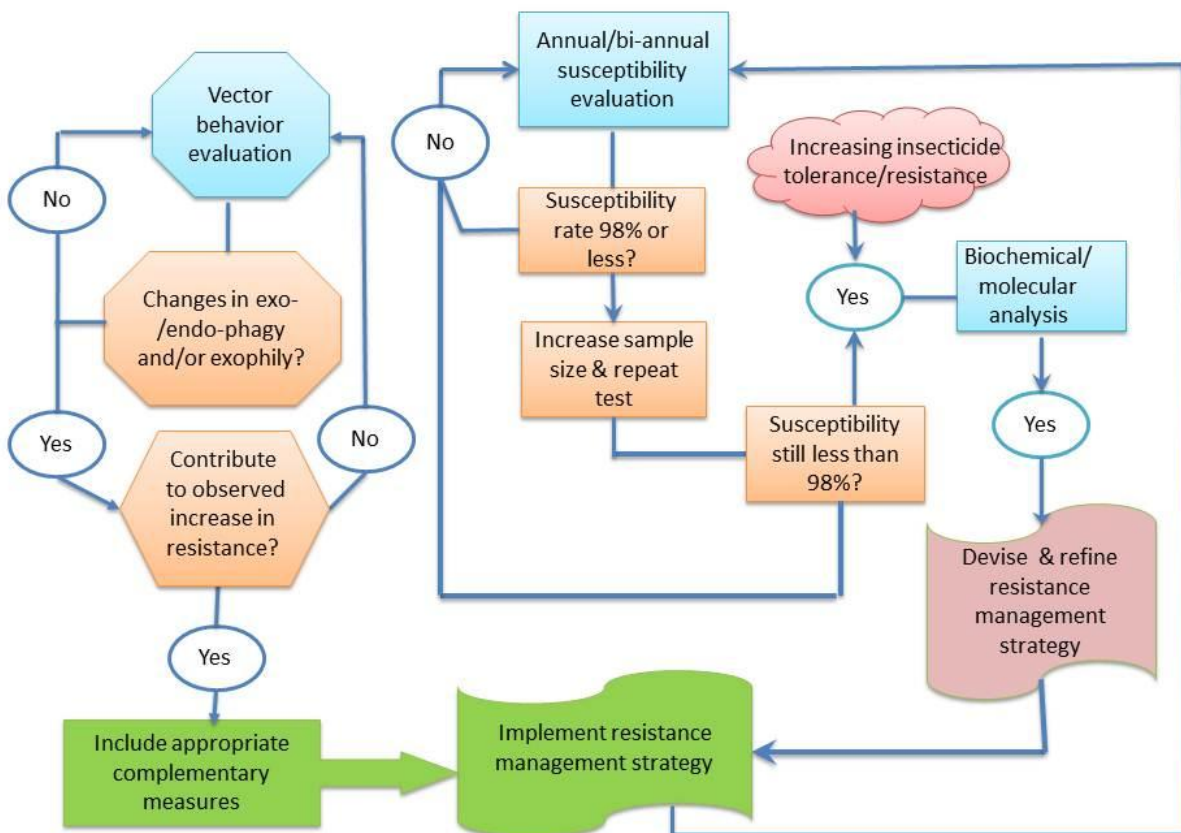 Vector
behavior
evaluation
No
Changes in exo-
/endo-phagy
and/or exophily?
Yes
No
Contribute
to observed
increase in
resistance?
Yes
Include appropriate
complementary
measures
Annual/bi-annual
susceptibility
evaluation
No
Susceptibility
rate 98% or
less?
Increase sample
size & repeat
test
Susceptibility
still less than
98%?
Increasing insecticide
tolerance/resistance
Yes
Biochemical/
molecular
analysis
Yes
Devise & refine
resistance
management
strategy
Implement resistance
management strategy